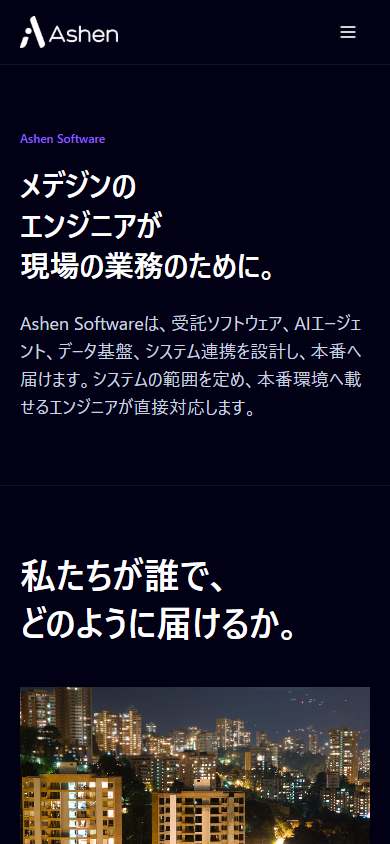 Ashen
Ashen Software
メデジンの
エンジニアが
現場の業務のために。
Ashen Softwareは、受託ソフトウェア、AIエージェ
ント、データ基盤、システム連携を設計し、本番へ
届けます。システムの範囲を定め、本番環境へ載
せるエンジニアが直接対応します。
私たちが誰で、
どのように届けるか。